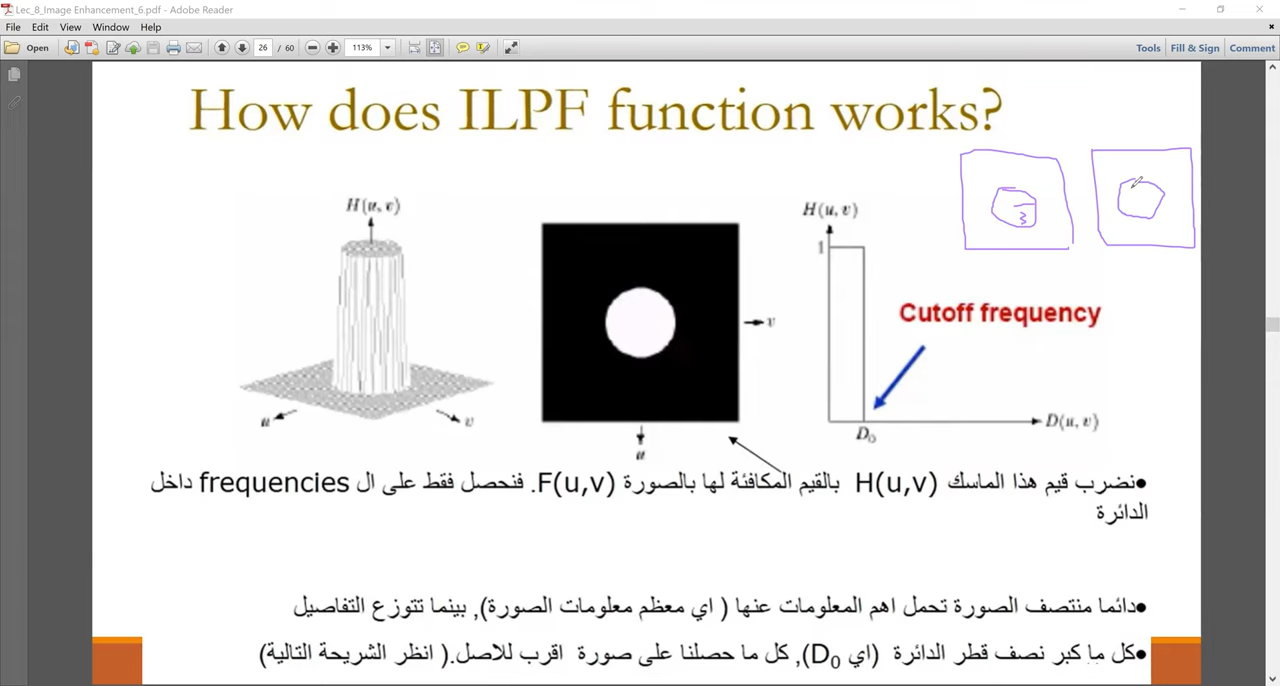 Lec_8_Image Enhancement_6.pdf - Adobe Reader
File Edit View Window Help
Open 26 / 60 113% Tools Fill & Sign Comment
How does ILPF function works?
H(u, v)
u
v
v
u
H(u, v)
1
Cutoff frequency
D0
D(u, v)
3
•نضرب قيم هذا الماسك H(u,v) بالقيم المكافئة لها بالصورة F(u,v). فنحصل فقط على ال frequencies داخل
الدائرة
•دائما منتصف الصورة تحمل اهم المعلومات عنها ( اي معظم معلومات الصورة), بينما تتوزع التفاصيل
•كل ما كبر نصف قطر الدائرة (اي D0), كل ما حصلنا على صورة اقرب للاصل.( انظر الشريحة التالية)